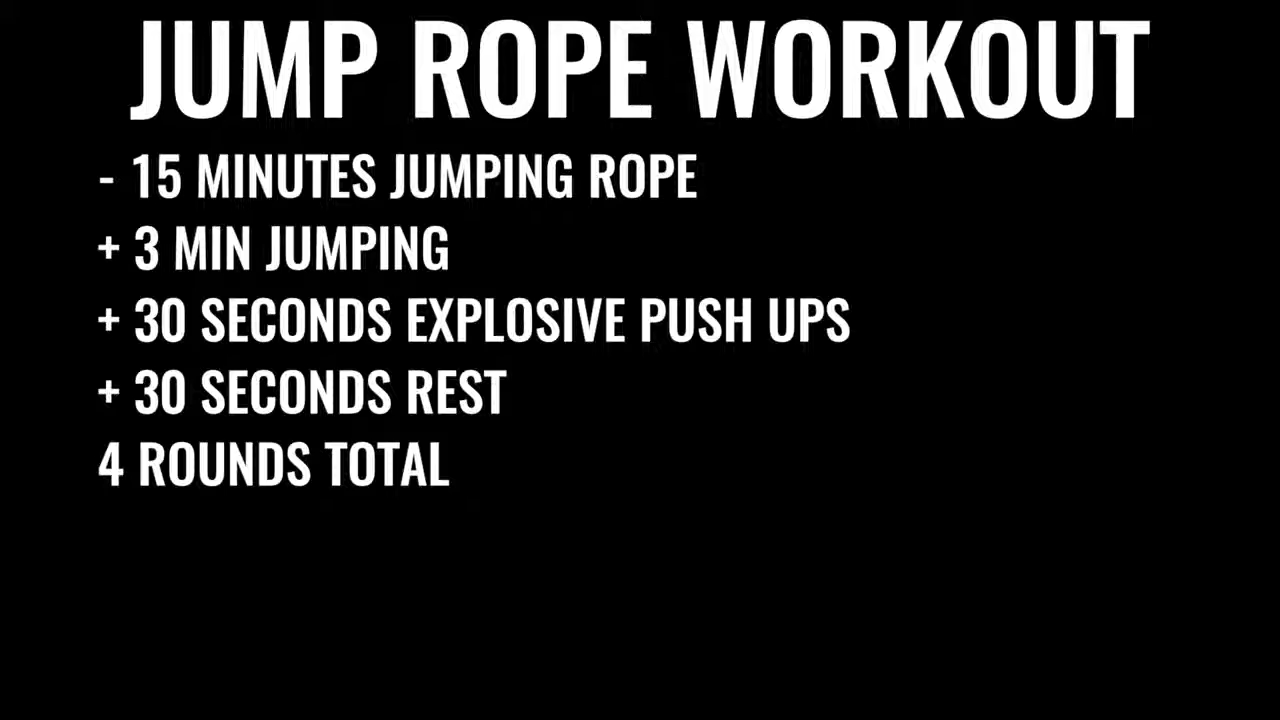 JUMP ROPE WORKOUT
- 15 MINUTES JUMPING ROPE
+ 3 MIN JUMPING
+ 30 SECONDS EXPLOSIVE PUSH UPS
+ 30 SECONDS REST
4 ROUNDS TOTAL